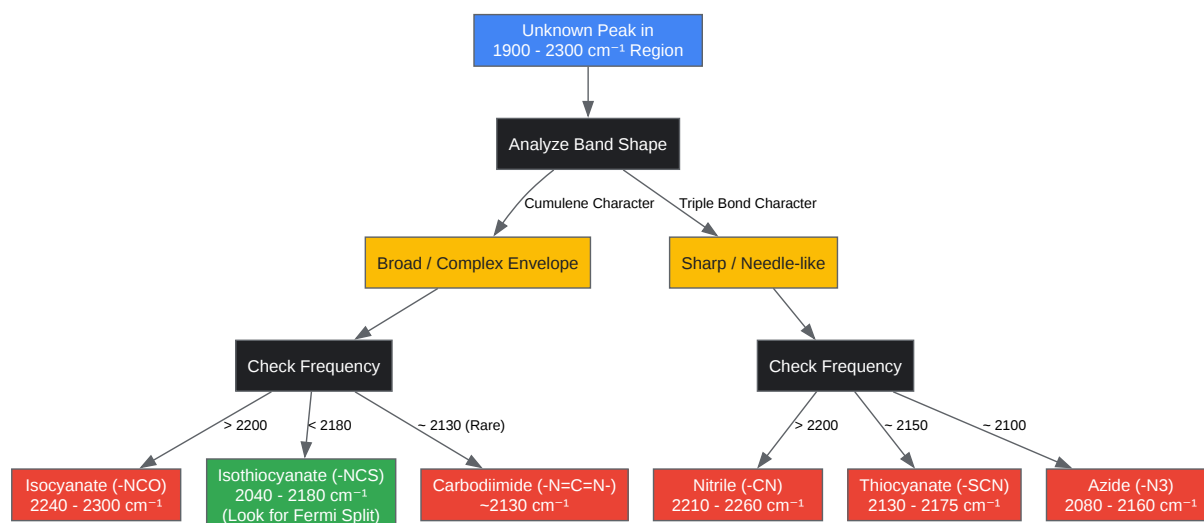 Unknown Peak in
1900 - 2300 cm⁻¹ Region
Analyze Band Shape
Cumulene Character
Triple Bond Character
Broad / Complex Envelope
Sharp / Needle-like
Check Frequency
Check Frequency
> 2200
< 2180
~ 2130 (Rare)
> 2200
~ 2150
~ 2100
Isocyanate (-NCO)
2240 - 2300 cm⁻¹
Isothiocyanate (-NCS)
2040 - 2180 cm⁻¹
(Look for Fermi Split)
Carbodiimide (-N=C=N-)
~2130 cm⁻¹
Nitrile (-CN)
2210 - 2260 cm⁻¹
Thiocyanate (-SCN)
2130 - 2175 cm⁻¹
Azide (-N3)
2080 - 2160 cm⁻¹